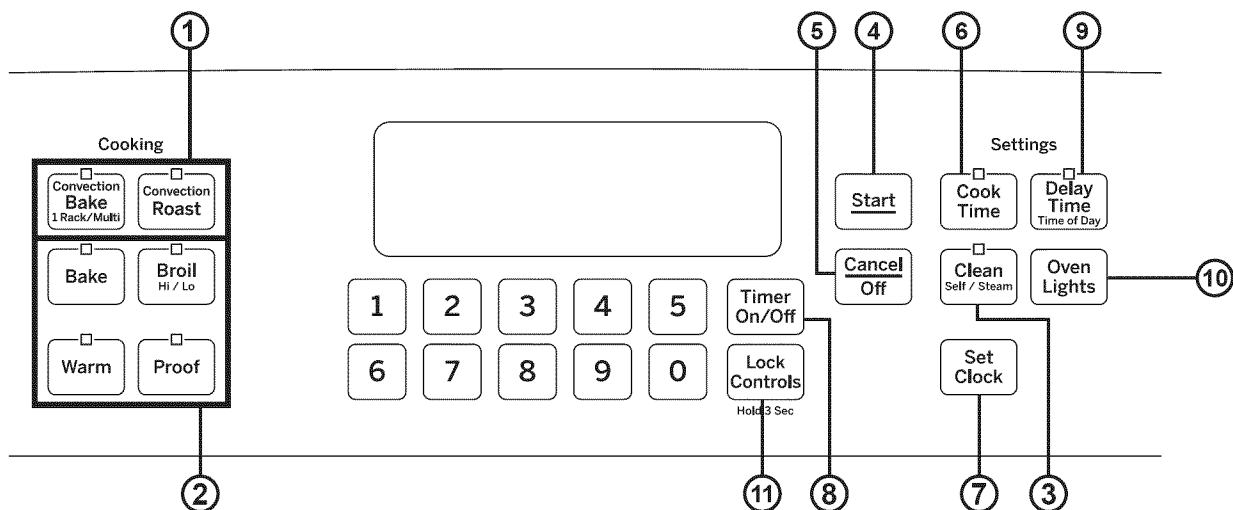 1
5
4
6
9
Cooking
Settings
Convection
Bake
1 Rack/Multi
Convection
Roast
Start
Cook
Time
Delay
Time
Time of Day
Bake
Broil
Hi / Lo
Cancel
Off
Clean
Self / Steam
Oven
Lights
10
1
2
3
4
5
Timer
On/Off
Warm
Proof
6
7
8
9
0
Lock
Controls
Hold 3 Sec
Set
Clock
2
11
8
7
3